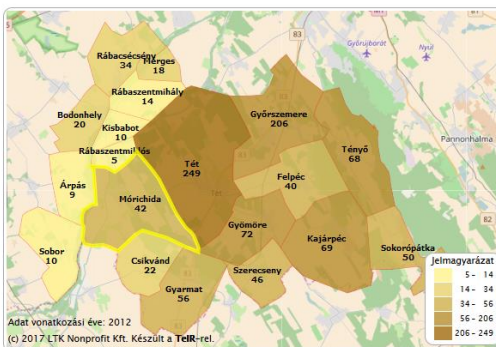 83
Győrújbarát
Nyúl
Rábacsécsény
34
Mérges
18
Rábaszentmihály
14
Bodonhely
20
Kisbabot
10
Rábaszentmiklós
5
Győrszemere
206
Tényő
68
Pannonhalma
Tét
249
Felpéc
40
Árpás
9
Mórichida
42
Gyömöre
72
Kajárpéc
69
Sokorópátka
50
Sobor
10
Csikvánd
22
Szerecseny
46
Gyarmat
56
83
Jelmagyarázat
5 - 14
14 - 34
34 - 56
56 - 206
206 - 249
Adat vonatkozási éve: 2012
(c) 2017 LTK Nonprofit Kft. Készült a TeIR-rel.